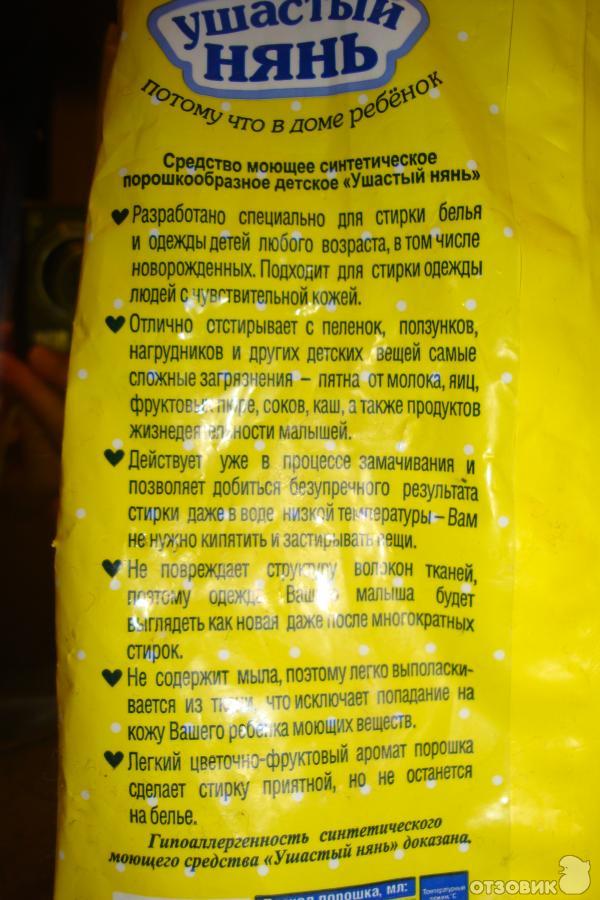 УШАСТЫЙ
НЯНЬ
потому что в доме ребёнок
Средство моющее синтетическое
порошкообразное детское «Ушастый нянь»
Разработано специально для стирки белья
и одежды детей любого возраста, в том числе
новорожденных. Подходит для стирки одежды
людей с чувствительной кожей.
Отлично отстирывает с пеленок, ползунков,
нагрудников и других детских вещей самые
сложные загрязнения – пятна от молока, яиц,
фруктовых пюре, соков, каш, а также продуктов
жизнедеятельности малышей.
Действует уже в процессе замачивания и
позволяет добиться безупречного результата
стирки даже в воде низкой температуры – Вам
не нужно кипятить и застирывать вещи.
Не повреждает структуру волокон тканей,
поэтому одежда Вашего малыша будет
выглядеть как новая даже после многократных
стирок.
Не содержит мыла, поэтому легко выполаски-
вается из ткани, что исключает попадание на
кожу Вашего ребенка моющих веществ.
Легкий цветочно-фруктовый аромат порошка
сделает стирку приятной, но не останется
на белье.
Гипоаллергенность синтетического
моющего средства «Ушастый нянь» доказана.
порошка, мл:
Температурный
ОТЗОВИК